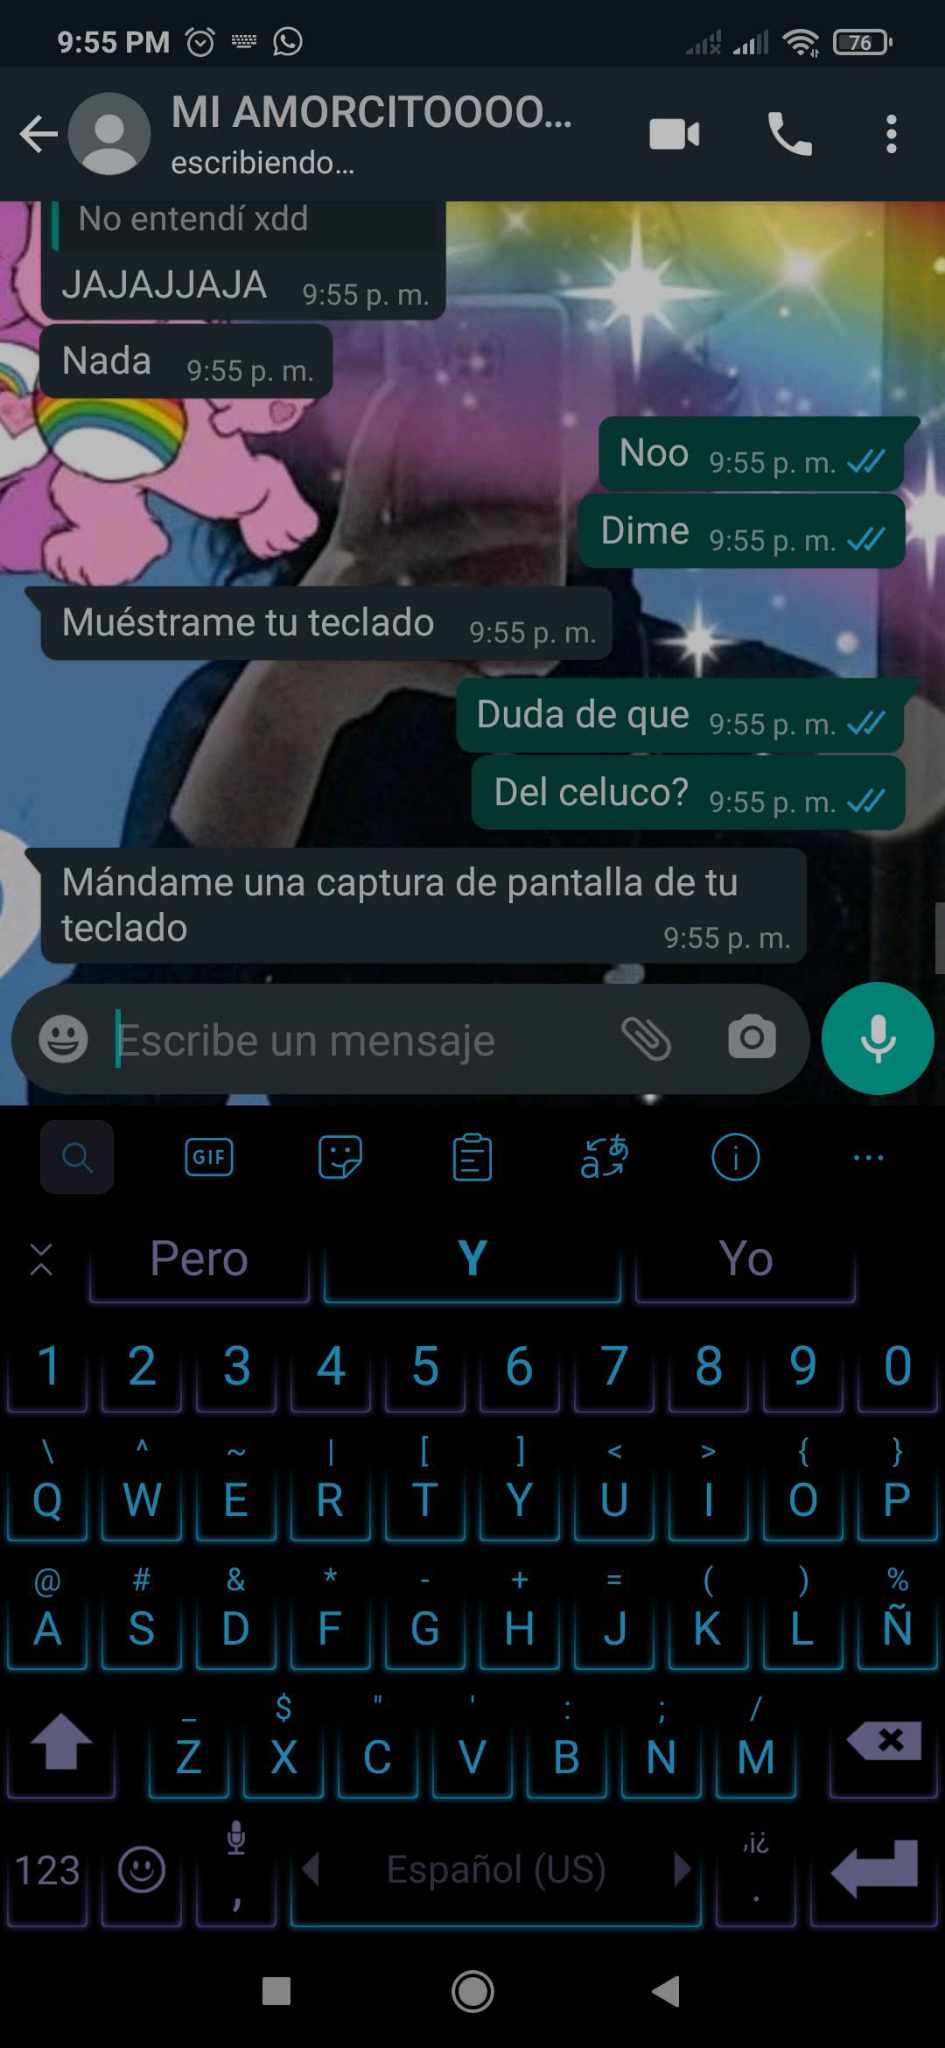 9:55 PM 76
MI AMORCITOOOO...
escribiendo...
No entendí xdd
JAJAJJAJA 9:55 p. m.
Nada 9:55 p. m.
Noo 9:55 p. m.
Dime 9:55 p. m.
Muéstrame tu teclado 9:55 p. m.
Duda de que 9:55 p. m.
Del celuco? 9:55 p. m.
Mándame una captura de pantalla de tu
teclado 9:55 p. m.
Escribe un mensaje
GIF aあ i ...
Pero Y Yo
1 2 3 4 5 6 7 8 9 0
\ ^ ~ | [ ] < > { }
Q W E R T Y U I O P
@ # & * - + = ( ) %
A S D F G H J K L Ñ
_ $ " ' : ; /
Z X C V B N M
,¡¿
123 , Español (US) .